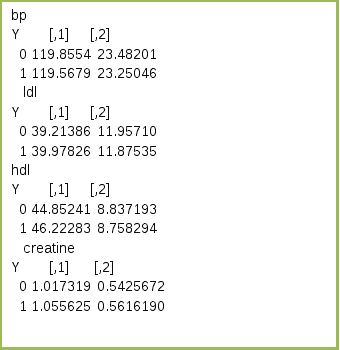 bp
Y [,1] [,2]
0 119.8554 23.48201
1 119.5679 23.25046
ldl
Y [,1] [,2]
0 39.21386 11.95710
1 39.97826 11.87535
hdl
Y [,1] [,2]
0 44.85241 8.837193
1 46.22283 8.758294
creatine
Y [,1] [,2]
0 1.017319 0.5425672
1 1.055625 0.5616190